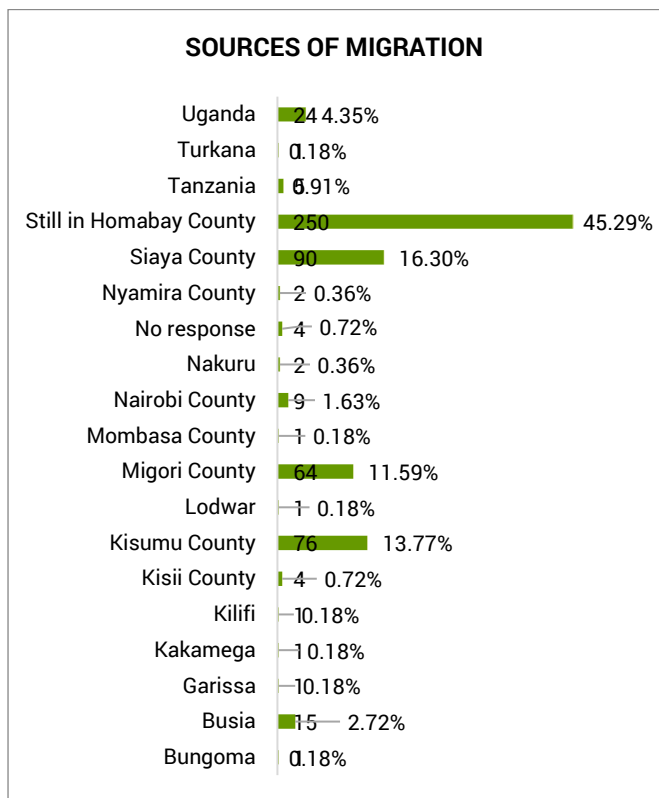 SOURCES OF MIGRATION
Uganda 24 4.35%
Turkana 1 0.18%
Tanzania 5 0.91%
Still in Homabay County 250 45.29%
Siaya County 90 16.30%
Nyamira County 2 0.36%
No response 4 0.72%
Nakuru 2 0.36%
Nairobi County 9 1.63%
Mombasa County 1 0.18%
Migori County 64 11.59%
Lodwar 1 0.18%
Kisumu County 76 13.77%
Kisii County 4 0.72%
Kilifi 1 0.18%
Kakamega 1 0.18%
Garissa 1 0.18%
Busia 15 2.72%
Bungoma 1 0.18%